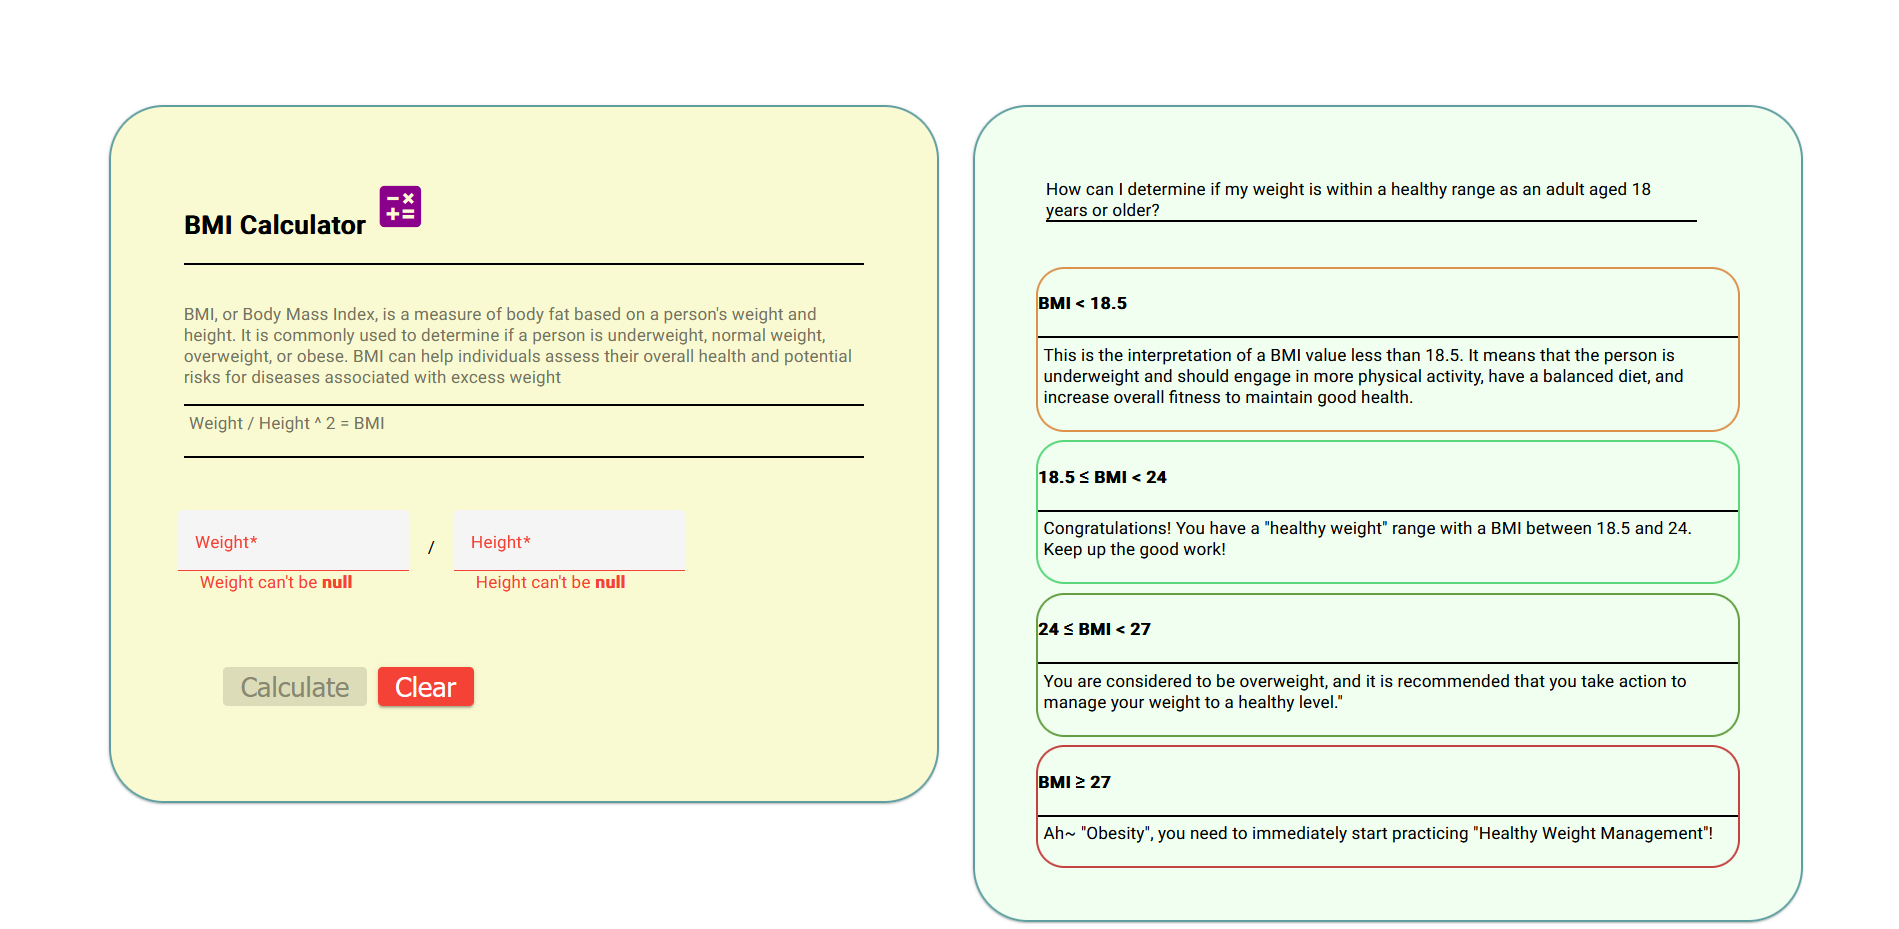 BMI Calculator
BMI, or Body Mass Index, is a measure of body fat based on a person's weight and
height. It is commonly used to determine if a person is underweight, normal weight,
overweight, or obese. BMI can help individuals assess their overall health and potential
risks for diseases associated with excess weight
Weight / Height ^ 2 = BMI
Weight* / Height*
Weight can't be null Height can't be null
Calculate Clear
How can I determine if my weight is within a healthy range as an adult aged 18
years or older?
BMI < 18.5
This is the interpretation of a BMI value less than 18.5. It means that the person is
underweight and should engage in more physical activity, have a balanced diet, and
increase overall fitness to maintain good health.
18.5 ≤ BMI < 24
Congratulations! You have a "healthy weight" range with a BMI between 18.5 and 24.
Keep up the good work!
24 ≤ BMI < 27
You are considered to be overweight, and it is recommended that you take action to
manage your weight to a healthy level."
BMI ≥ 27
Ah~ "Obesity", you need to immediately start practicing "Healthy Weight Management"!